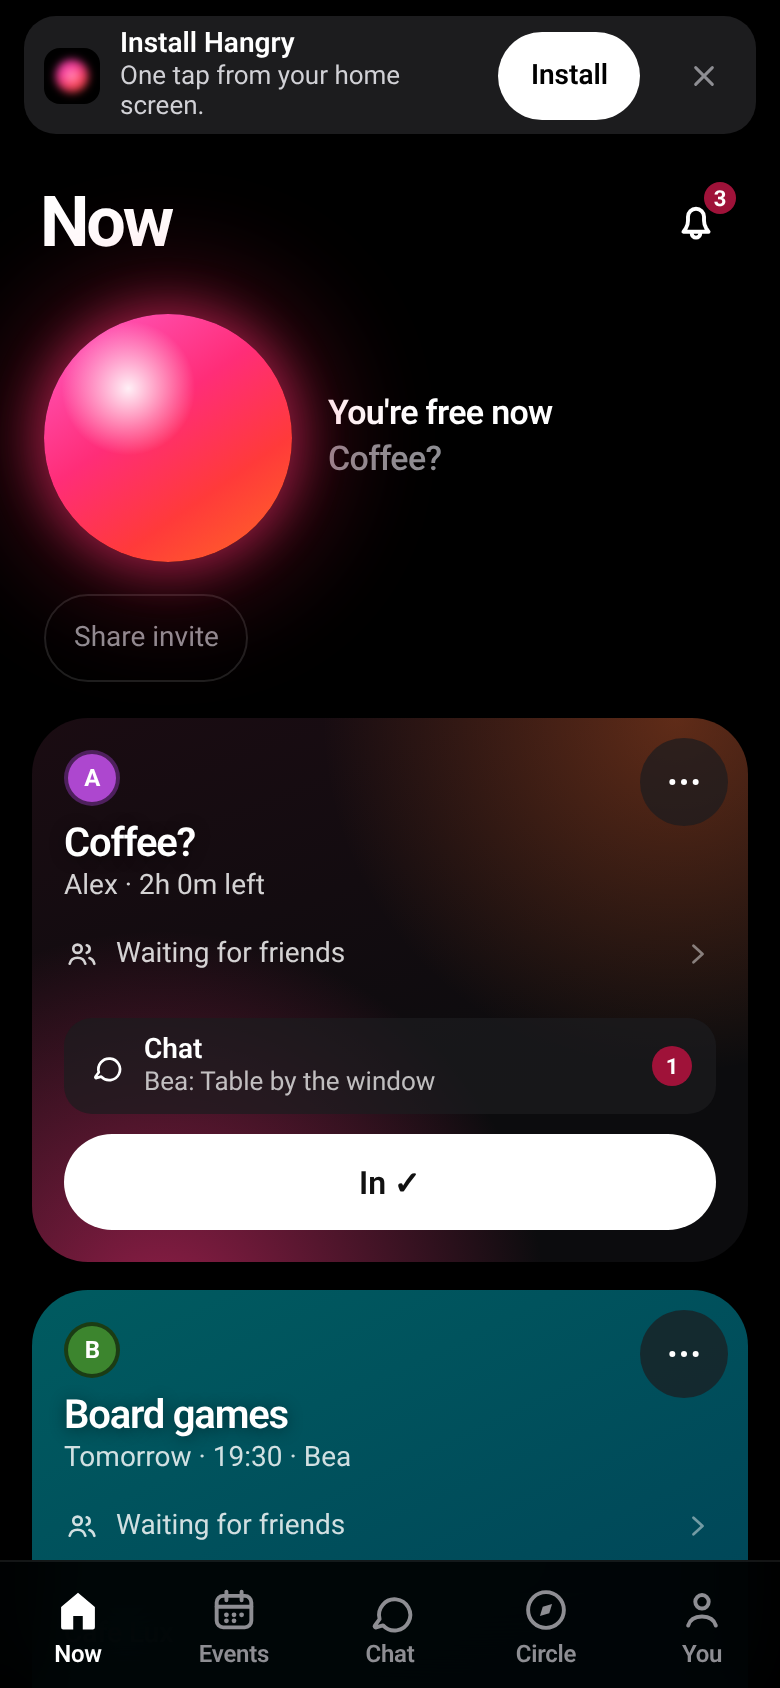 Install Hangry
One tap from your home
screen.
Install
Now
3
You're free now
Coffee?
Share invite
A
Coffee?
Alex · 2h 0m left
Waiting for friends
Chat
Bea: Table by the window
1
In ✓
B
Board games
Tomorrow · 19:30 · Bea
Waiting for friends
Now
Events
Chat
Circle
You